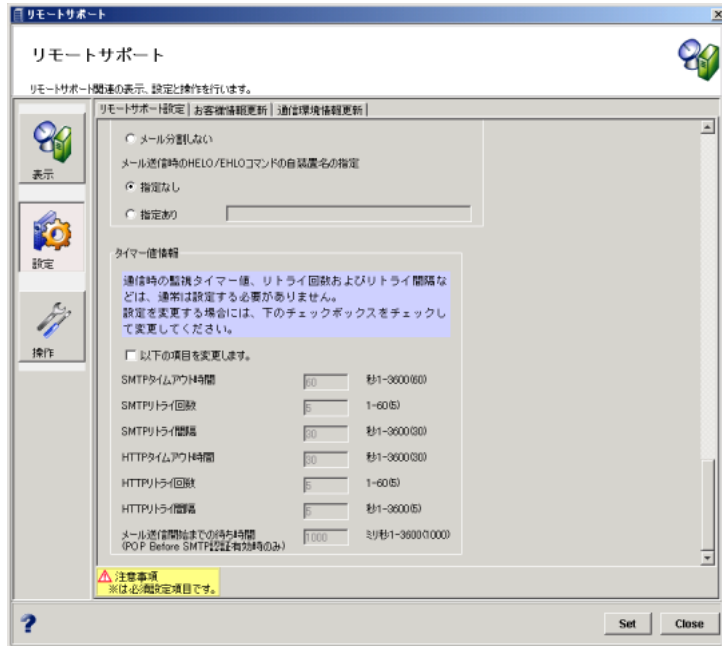 リモートサポート
リモートサポート
リモートサポート関連の表示、設定と操作を行います。
リモートサポート設定 お客様情報更新 通信環境情報更新
表示
設定
操作
メール分割しない
メール送信時のHELO/EHLOコマンドの自装置名の指定
指定なし
指定あり
タイマー値情報
通信時の監視タイマー値、リトライ回数およびリトライ間隔な
どは、通常は設定する必要がありません。
設定を変更する場合には、下のチェックボックスをチェックし
て変更してください。
以下の項目を変更します。
SMTPタイムアウト時間 60 秒1-3600(60)
SMTPリトライ回数 5 1-60(5)
SMTPリトライ間隔 30 秒1-3600(30)
HTTPタイムアウト時間 30 秒1-3600(30)
HTTPリトライ回数 5 1-60(5)
HTTPリトライ間隔 5 秒1-3600(5)
メール送信開始までの待ち時間 1000 ミリ秒1-3600(1000)
(POP Before SMTP認証有効時のみ)
注意事項
※は必須設定項目です。
? Set Close